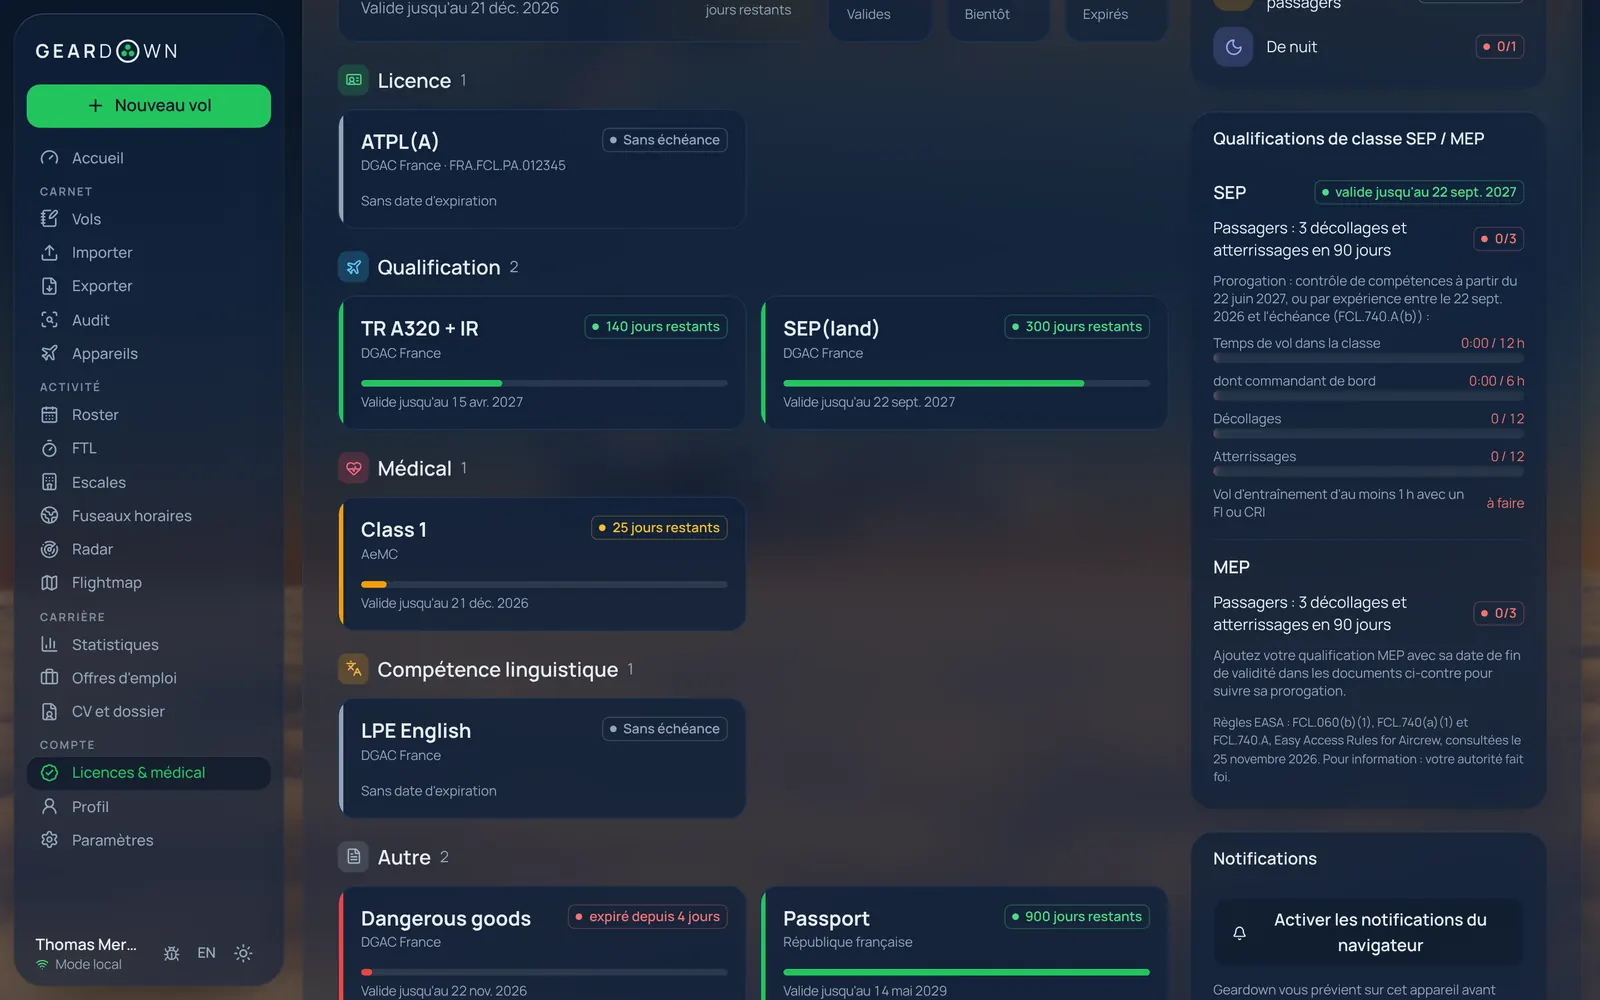 GEARDOWN
+ Nouveau vol
Accueil
CARNET
Vols
Importer
Exporter
Audit
Appareils
ACTIVITÉ
Roster
FTL
Escales
Fuseaux horaires
Radar
Flightmap
CARRIÈRE
Statistiques
Offres d'emploi
CV et dossier
COMPTE
Licences & médical
Profil
Paramètres
Thomas Mer...
Mode local
EN
Valide jusqu'au 21 déc. 2026
jours restants
Valides
Bientôt
Expirés
Licence 1
ATPL(A)
Sans échéance
DGAC France · FRA.FCL.PA.012345
Sans date d'expiration
Qualification 2
TR A320 + IR
140 jours restants
DGAC France
Valide jusqu'au 15 avr. 2027
SEP(land)
300 jours restants
DGAC France
Valide jusqu'au 22 sept. 2027
Médical 1
Class 1
25 jours restants
AeMC
Valide jusqu'au 21 déc. 2026
Compétence linguistique 1
LPE English
Sans échéance
DGAC France
Sans date d'expiration
Autre 2
Dangerous goods
expiré depuis 4 jours
DGAC France
Valide jusqu'au 22 nov. 2026
Passport
900 jours restants
République française
Valide jusqu'au 14 mai 2029
passagers
De nuit
0/1
Qualifications de classe SEP / MEP
SEP
valide jusqu'au 22 sept. 2027
Passagers : 3 décollages et
atterrissages en 90 jours
0/3
Prorogation : contrôle de compétences à partir du
22 juin 2027, ou par expérience entre le 22 sept.
2026 et l'échéance (FCL.740.A(b)) :
Temps de vol dans la classe
0:00 / 12 h
dont commandant de bord
0:00 / 6 h
Décollages
0 / 12
Atterrissages
0 / 12
Vol d'entraînement d'au moins 1 h avec un
FI ou CRI
à faire
MEP
Passagers : 3 décollages et
atterrissages en 90 jours
0/3
Ajoutez votre qualification MEP avec sa date de fin
de validité dans les documents ci-contre pour
suivre sa prorogation.
Règles EASA : FCL.060(b)(1), FCL.740(a)(1) et
FCL.740.A, Easy Access Rules for Aircrew, consultées le
25 novembre 2026. Pour information : votre autorité fait
foi.
Notifications
Activer les notifications du
navigateur
Geardown vous prévient sur cet appareil avant